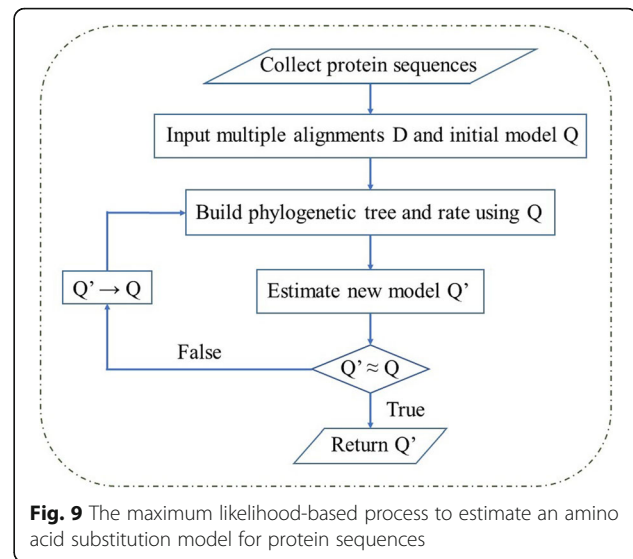 Collect protein sequences
Input multiple alignments D and initial model Q
Build phylogenetic tree and rate using Q
Q’ → Q
Estimate new model Q’
False
Q’ ≈ Q
True
Return Q’
Fig. 9 The maximum likelihood-based process to estimate an amino
acid substitution model for protein sequences